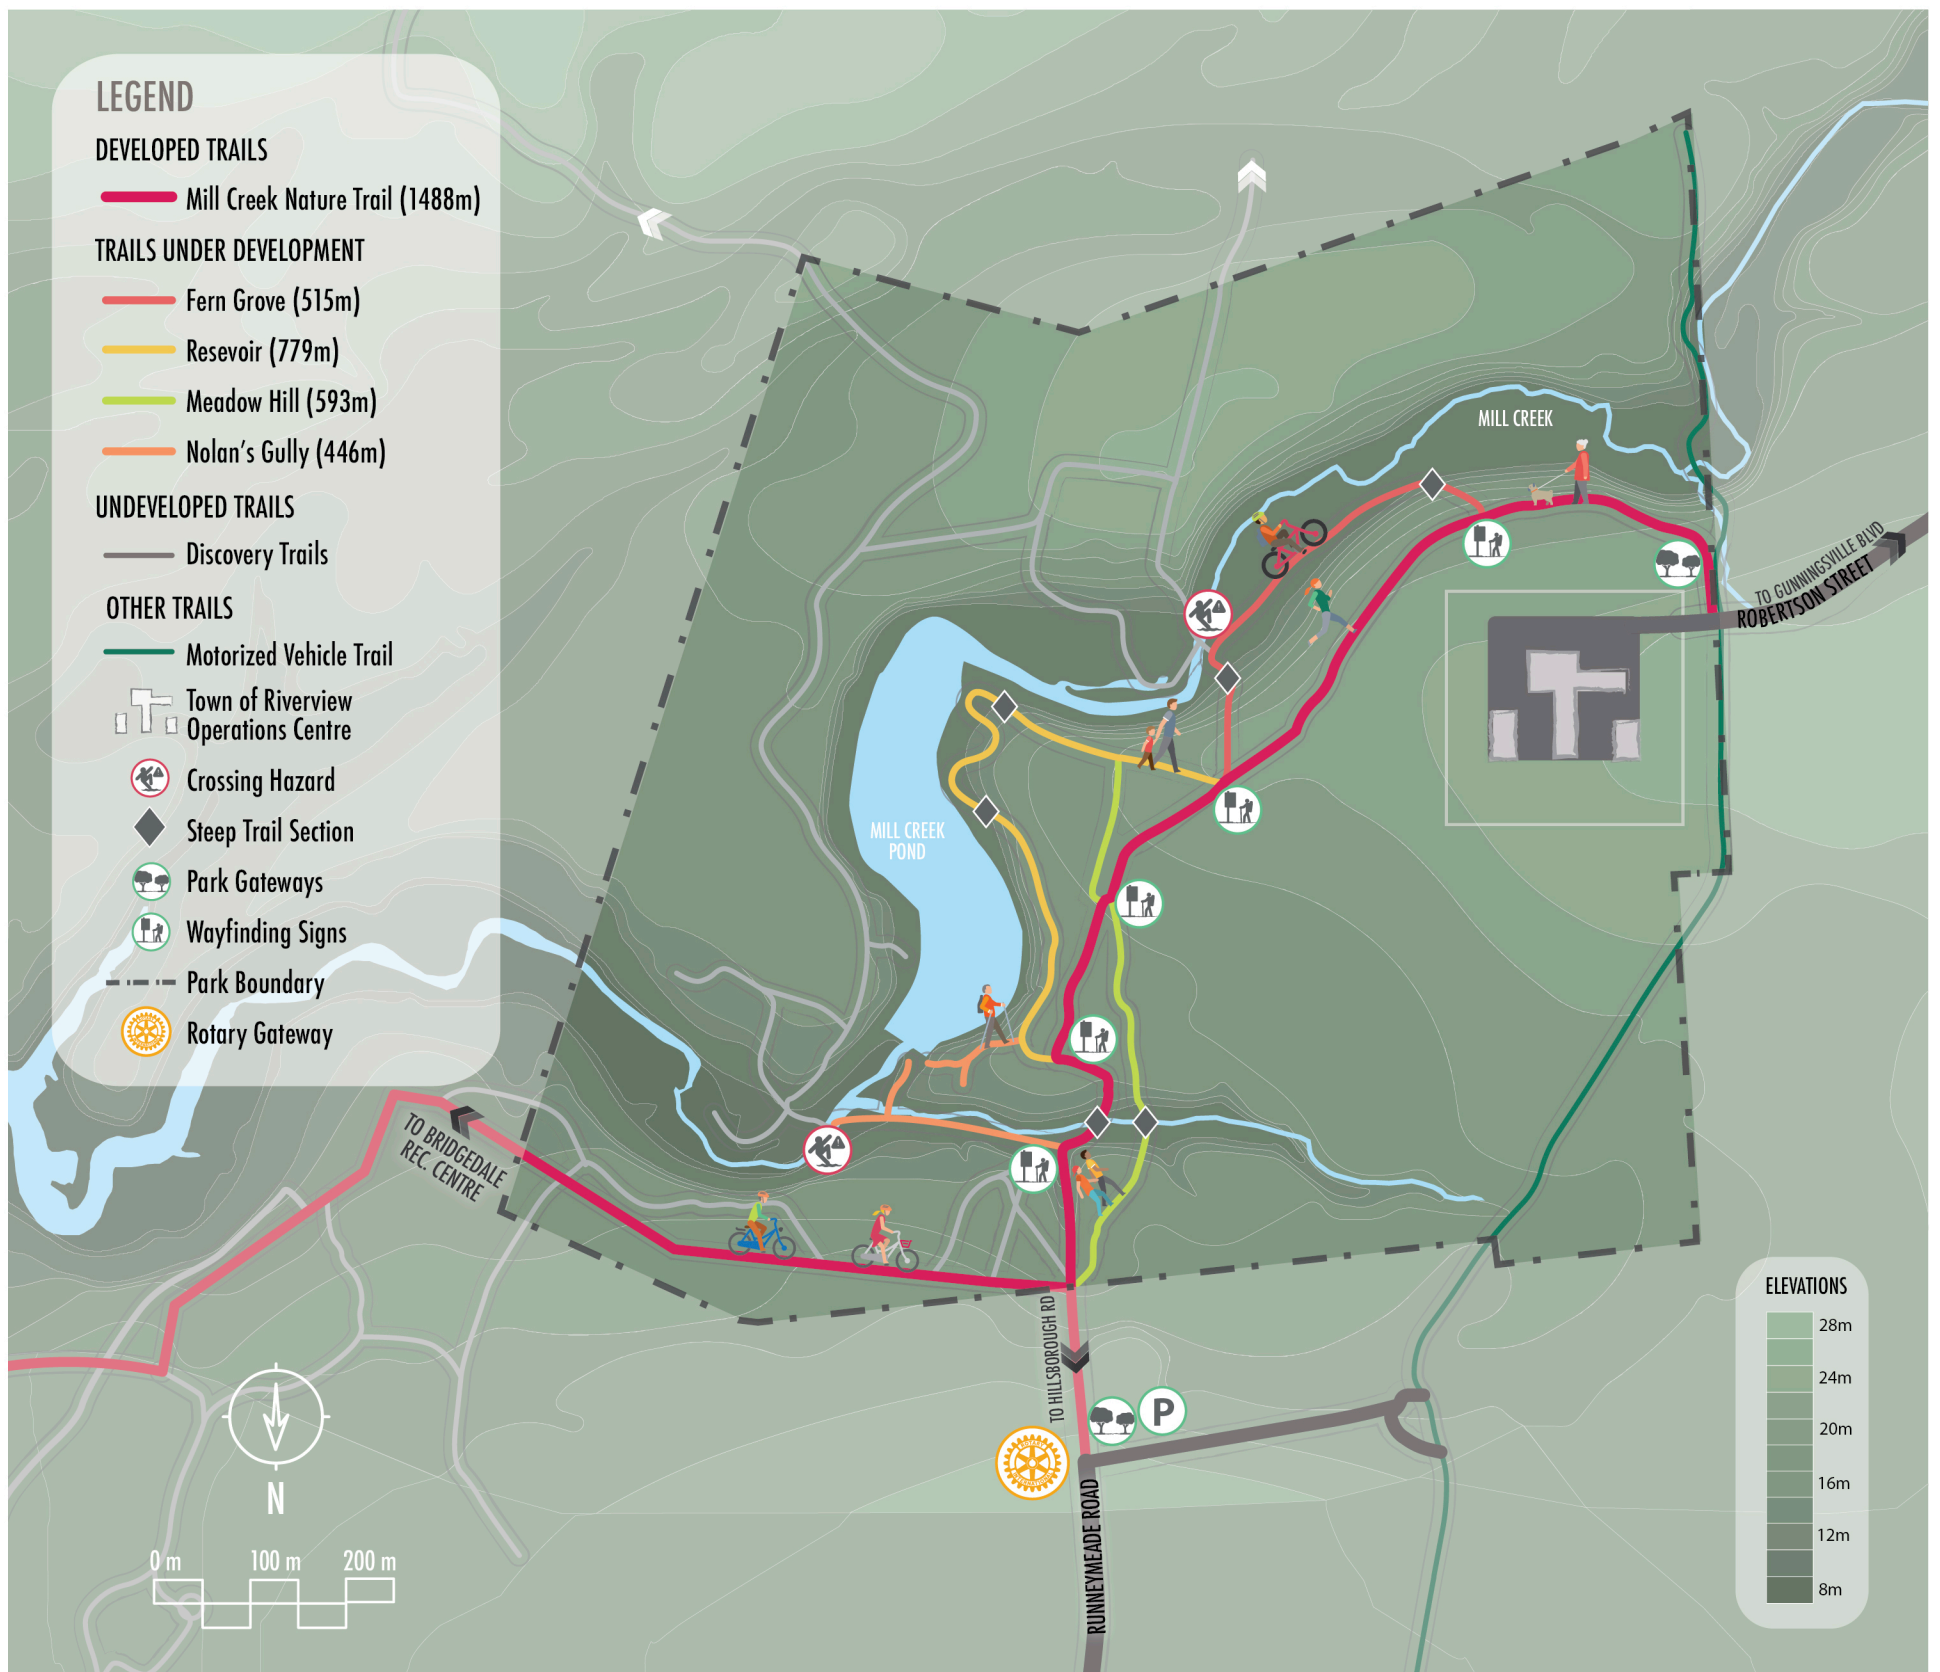 LEGEND
DEVELOPED TRAILS
Mill Creek Nature Trail (1488m)
TRAILS UNDER DEVELOPMENT
Fern Grove (515m)
Resevoir (779m)
Meadow Hill (593m)
Nolan's Gully (446m)
UNDEVELOPED TRAILS
Discovery Trails
OTHER TRAILS
Motorized Vehicle Trail
Town of Riverview
Operations Centre
Crossing Hazard
Steep Trail Section
Park Gateways
Wayfinding Signs
Park Boundary
Rotary Gateway
MILL CREEK
TO GUNNINGSVILLE BLVD
ROBERTSON STREET
MILL CREEK
POND
TO BRIDGEDALE
REC. CENTRE
TO HILLSBOROUGH RD
P
ROTARY
INTERNATIONAL
RUNNEYMEADE ROAD
N
0 m 100 m 200 m
ELEVATIONS
28m
24m
20m
16m
12m
8m